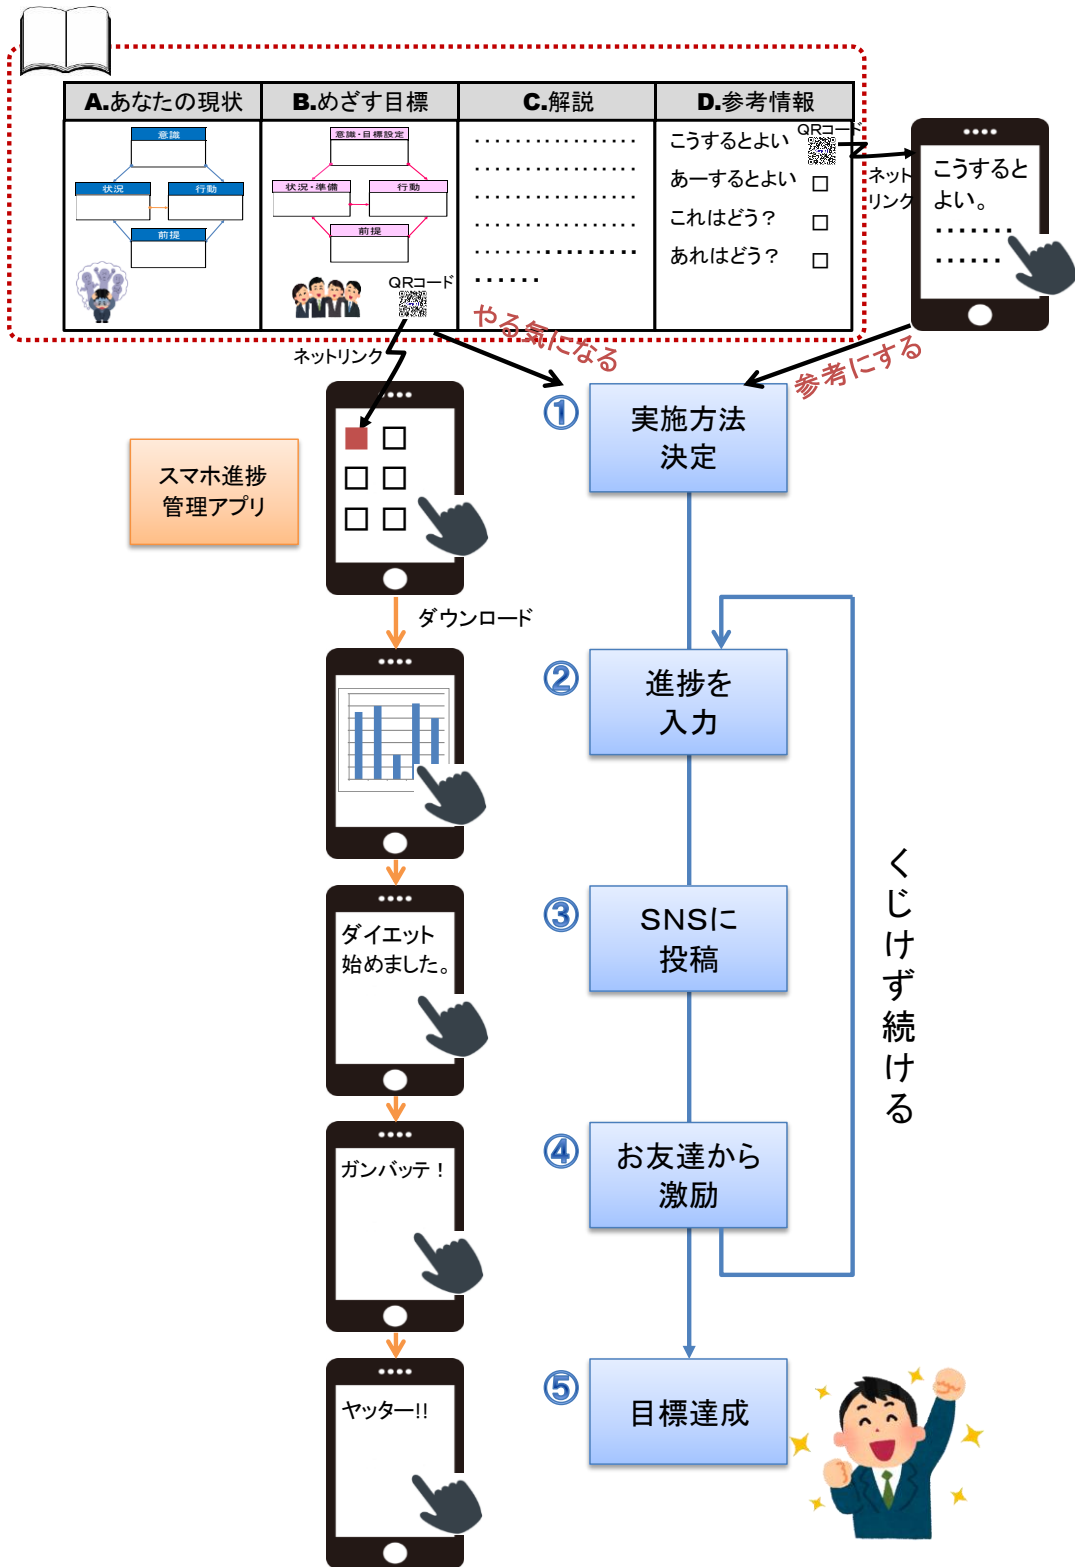 A.あなたの現状
B.めざす目標
C.解説
D.参考情報
意識
状況
行動
前提
意識・目標設定
状況・準備
行動
前提
QRコード
こうするとよい
QRコード
あーするとよい □
これはどう？ □
あれはどう？ □
ネット
リンク
こうすると
よい。
やる気になる
参考にする
ネットリンク
スマホ進捗
管理アプリ
ダウンロード
①
実施方法
決定
②
進捗を
入力
③
SNSに
投稿
ダイエット
始めました。
④
お友達から
激励
ガンバッテ！
くじけず続ける
⑤
目標達成
ヤッター!!